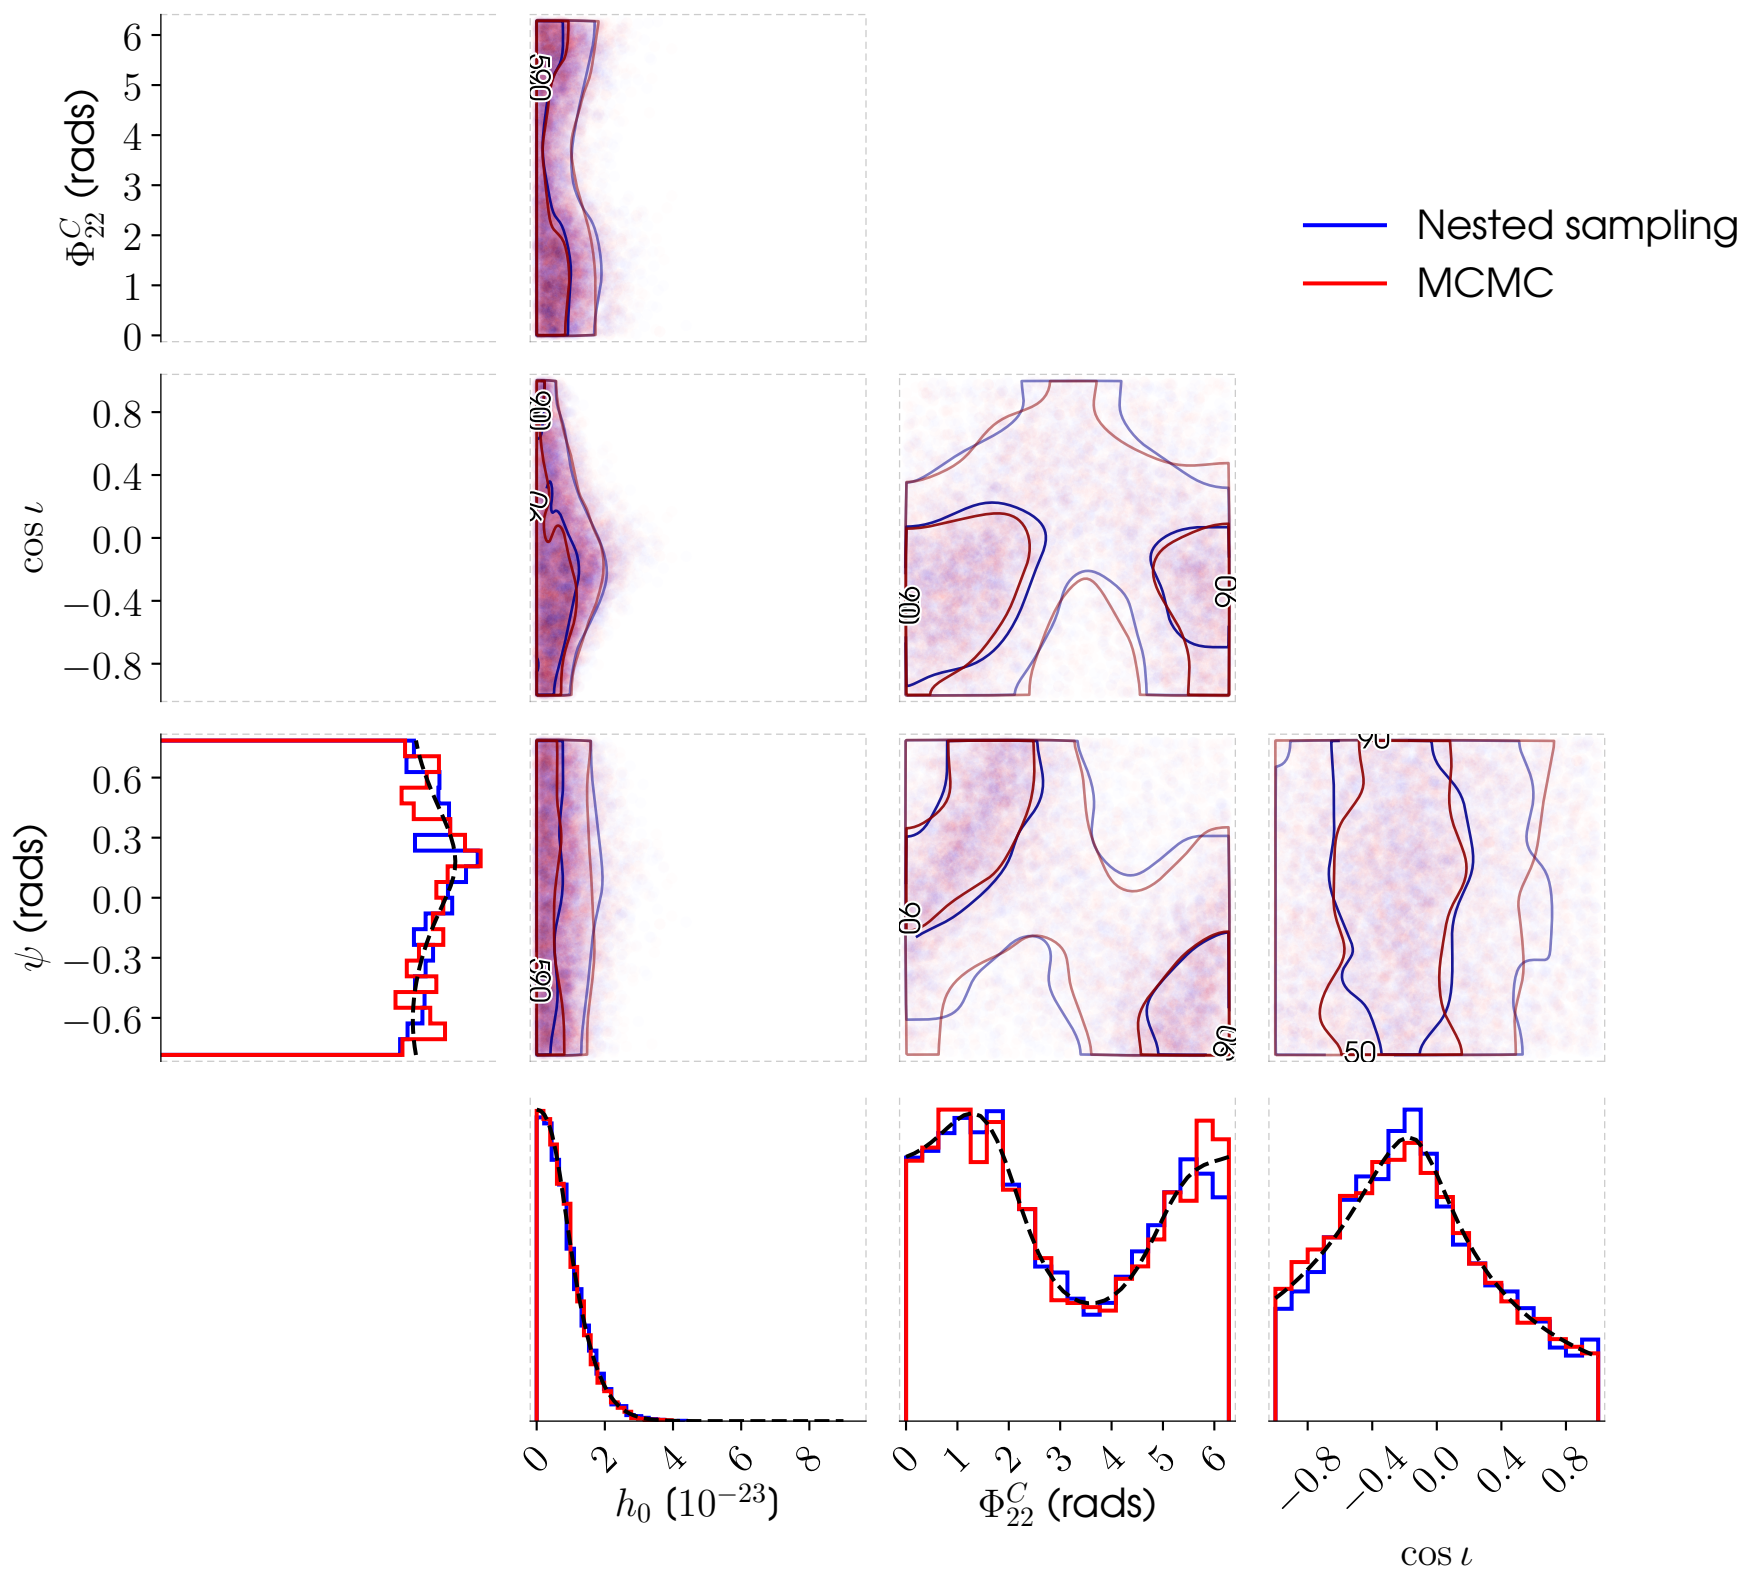 6
5
4
3
2
1
0
Φ^C_22 (rads)
590
Nested sampling
MCMC
0.8
0.4
0.0
−0.4
−0.8
cos ι
90
90
0.6
0.3
0.0
−0.3
−0.6
ψ (rads)
590
90
90
90
50
0 2 4 6 8
h_0 (10^−23)
0 1 2 3 4 5 6
Φ^C_22 (rads)
−0.8 −0.4 −0.0 0.4 0.8
cos ι